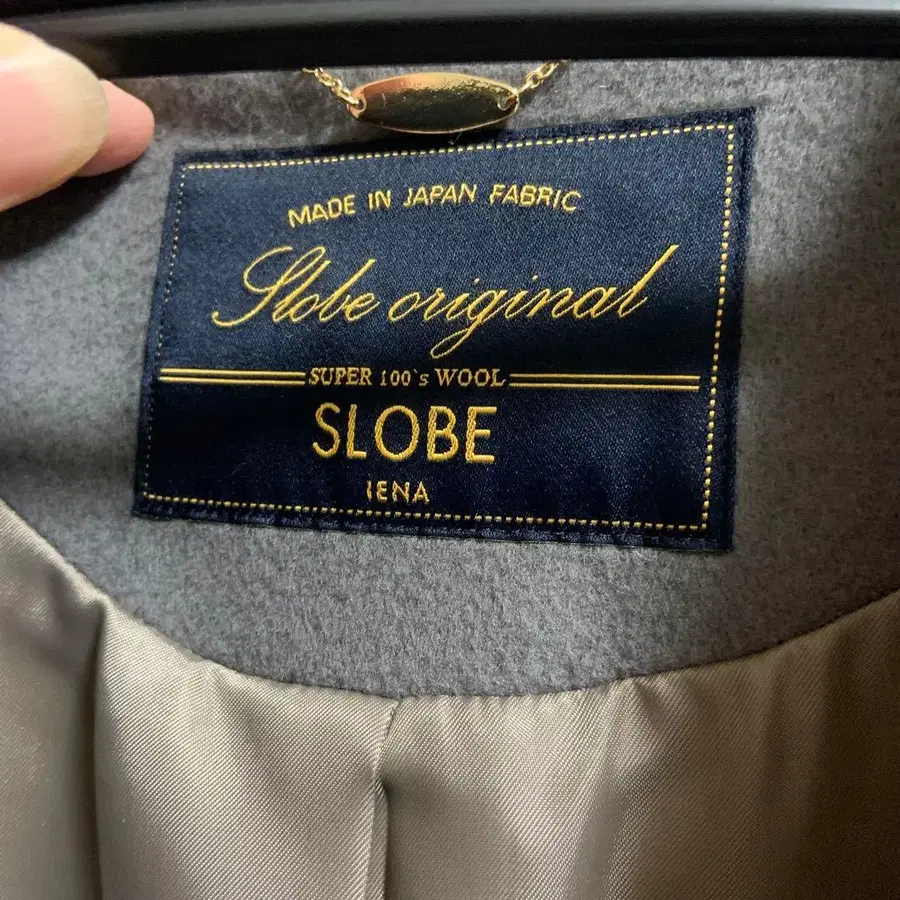 MADE IN JAPAN FABRIC
Slobe original
SUPER 100's WOOL
SLOBE
IENA